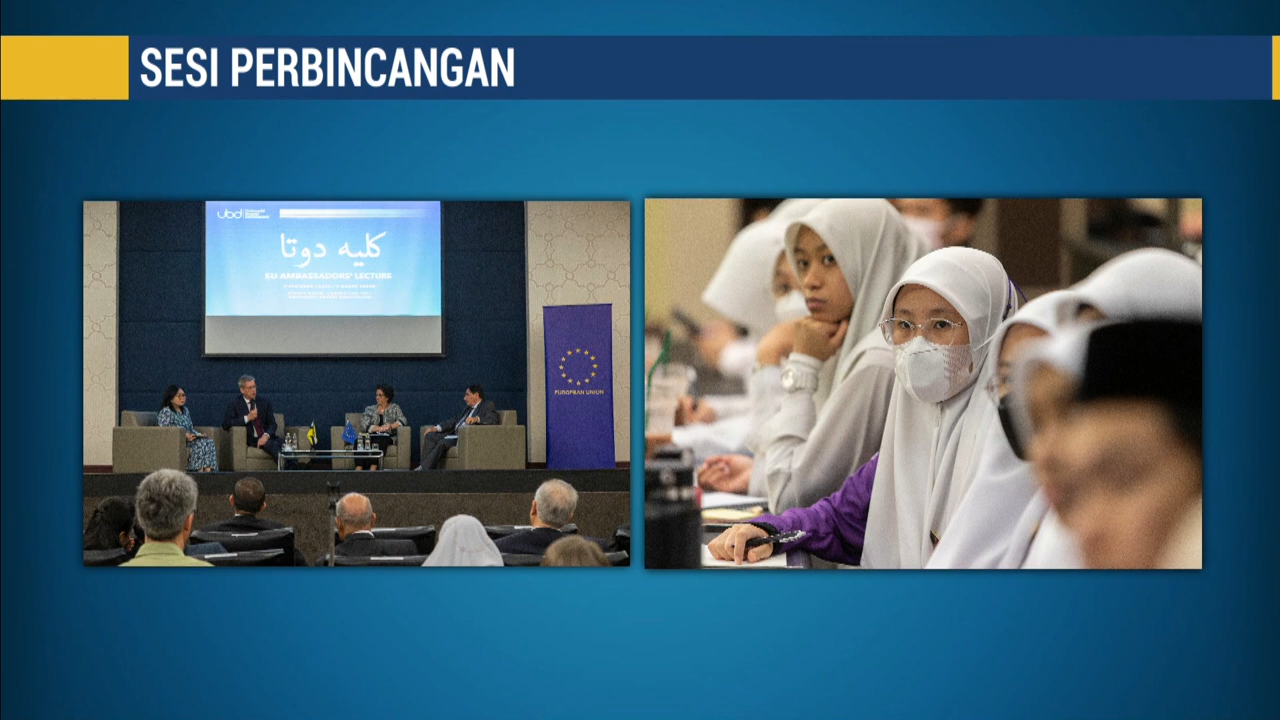 SESI PERBINCANGAN
ubd
کليه دوتا
EU AMBASSADORS' LECTURE
EUROPEAN UNION